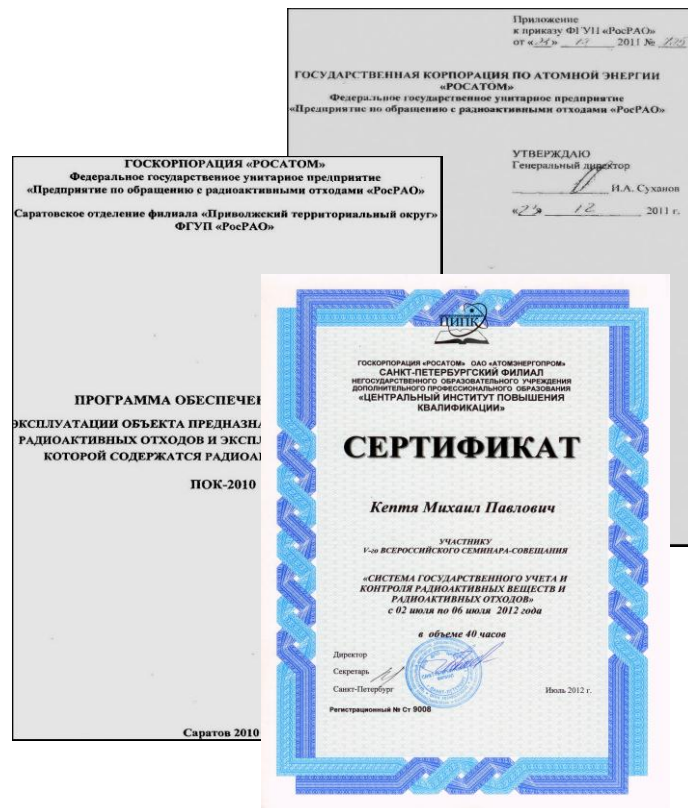 Приложение
к приказу ФГУП «РосРАО»
от « » 12 2011 №
ГОСУДАРСТВЕННАЯ КОРПОРАЦИЯ ПО АТОМНОЙ ЭНЕРГИИ
«РОСАТОМ»
Федеральное государственное унитарное предприятие
«Предприятие по обращению с радиоактивными отходами «РосРАО»
УТВЕРЖДАЮ
Генеральный директор
И.А. Суханов
« » 12 2011 г.
ГОСКОРПОРАЦИЯ «РОСАТОМ»
Федеральное государственное унитарное предприятие
«Предприятие по обращению с радиоактивными отходами «РосРАО»
Саратовское отделение филиала «Приволжский территориальный округ»
ФГУП «РосРАО»
ПРОГРАММА ОБЕСПЕЧЕН
ЭКСПЛУАТАЦИИ ОБЪЕКТА ПРЕДНАЗНА
РАДИОАКТИВНЫХ ОТХОДОВ И ЭКСПЛ
КОТОРОЙ СОДЕРЖАТСЯ РАДИОА
ПОК-2010
Саратов 2010
ЦИПК
ГОСКОРПОРАЦИЯ «РОСАТОМ» ОАО «АТОМЭНЕРГОПРОМ»
САНКТ-ПЕТЕРБУРГСКИЙ ФИЛИАЛ
НЕГОСУДАРСТВЕННОГО ОБРАЗОВАТЕЛЬНОГО УЧРЕЖДЕНИЯ
ДОПОЛНИТЕЛЬНОГО ПРОФЕССИОНАЛЬНОГО ОБРАЗОВАНИЯ
«ЦЕНТРАЛЬНЫЙ ИНСТИТУТ ПОВЫШЕНИЯ
КВАЛИФИКАЦИИ»
СЕРТИФИКАТ
Кептя Михаил Павлович
УЧАСТНИКУ
V-го ВСЕРОССИЙСКОГО СЕМИНАРА-СОВЕЩАНИЯ
«СИСТЕМА ГОСУДАРСТВЕННОГО УЧЕТА И
КОНТРОЛЯ РАДИОАКТИВНЫХ ВЕЩЕСТВ И
РАДИОАКТИВНЫХ ОТХОДОВ»
с 02 июля по 06 июля 2012 года
в объеме 40 часов
Директор
Секретарь
Санкт-Петербург Июль 2012 г.
Регистрационный № Ст 9008